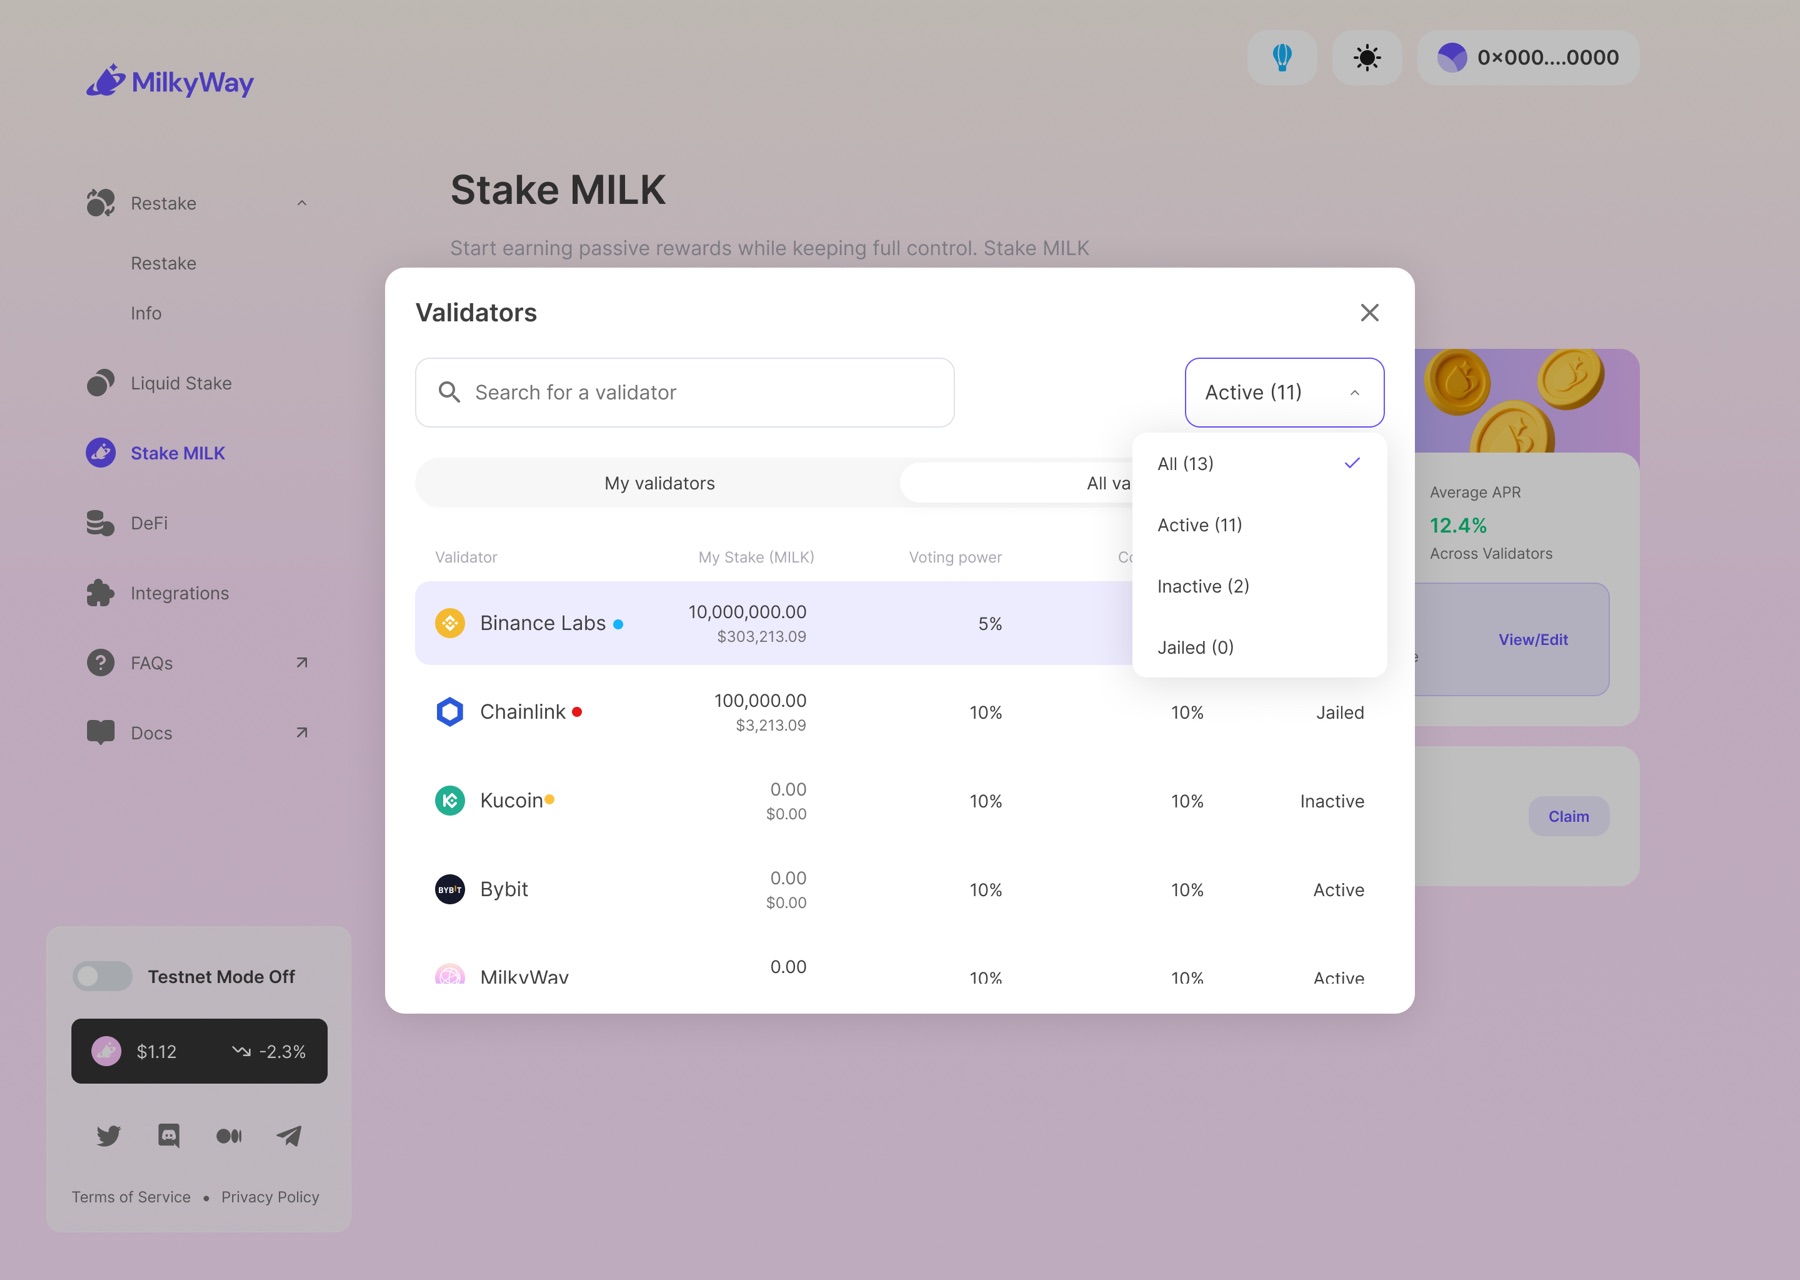 MilkyWay
0×000....0000
Restake
Restake
Info
Liquid Stake
Stake MILK
DeFi
Integrations
FAQs
Docs
Testnet Mode Off
$1.12
-2.3%
Terms of Service • Privacy Policy
Stake MILK
Start earning passive rewards while keeping full control. Stake MILK
Validators
Search for a validator
Active (11)
All (13)
Active (11)
Inactive (2)
Jailed (0)
My validators
All va
Validator My Stake (MILK) Voting power
Binance Labs 10,000,000.00 5%
$303,213.09
Chainlink 100,000.00 10% 10% Jailed
$3,213.09
Kucoin 0.00 10% 10% Inactive
$0.00
BYBIT Bybit 0.00 10% 10% Active
$0.00
MilkyWay 0.00 10% 10% Active
Average APR
12.4%
Across Validators
View/Edit
Claim